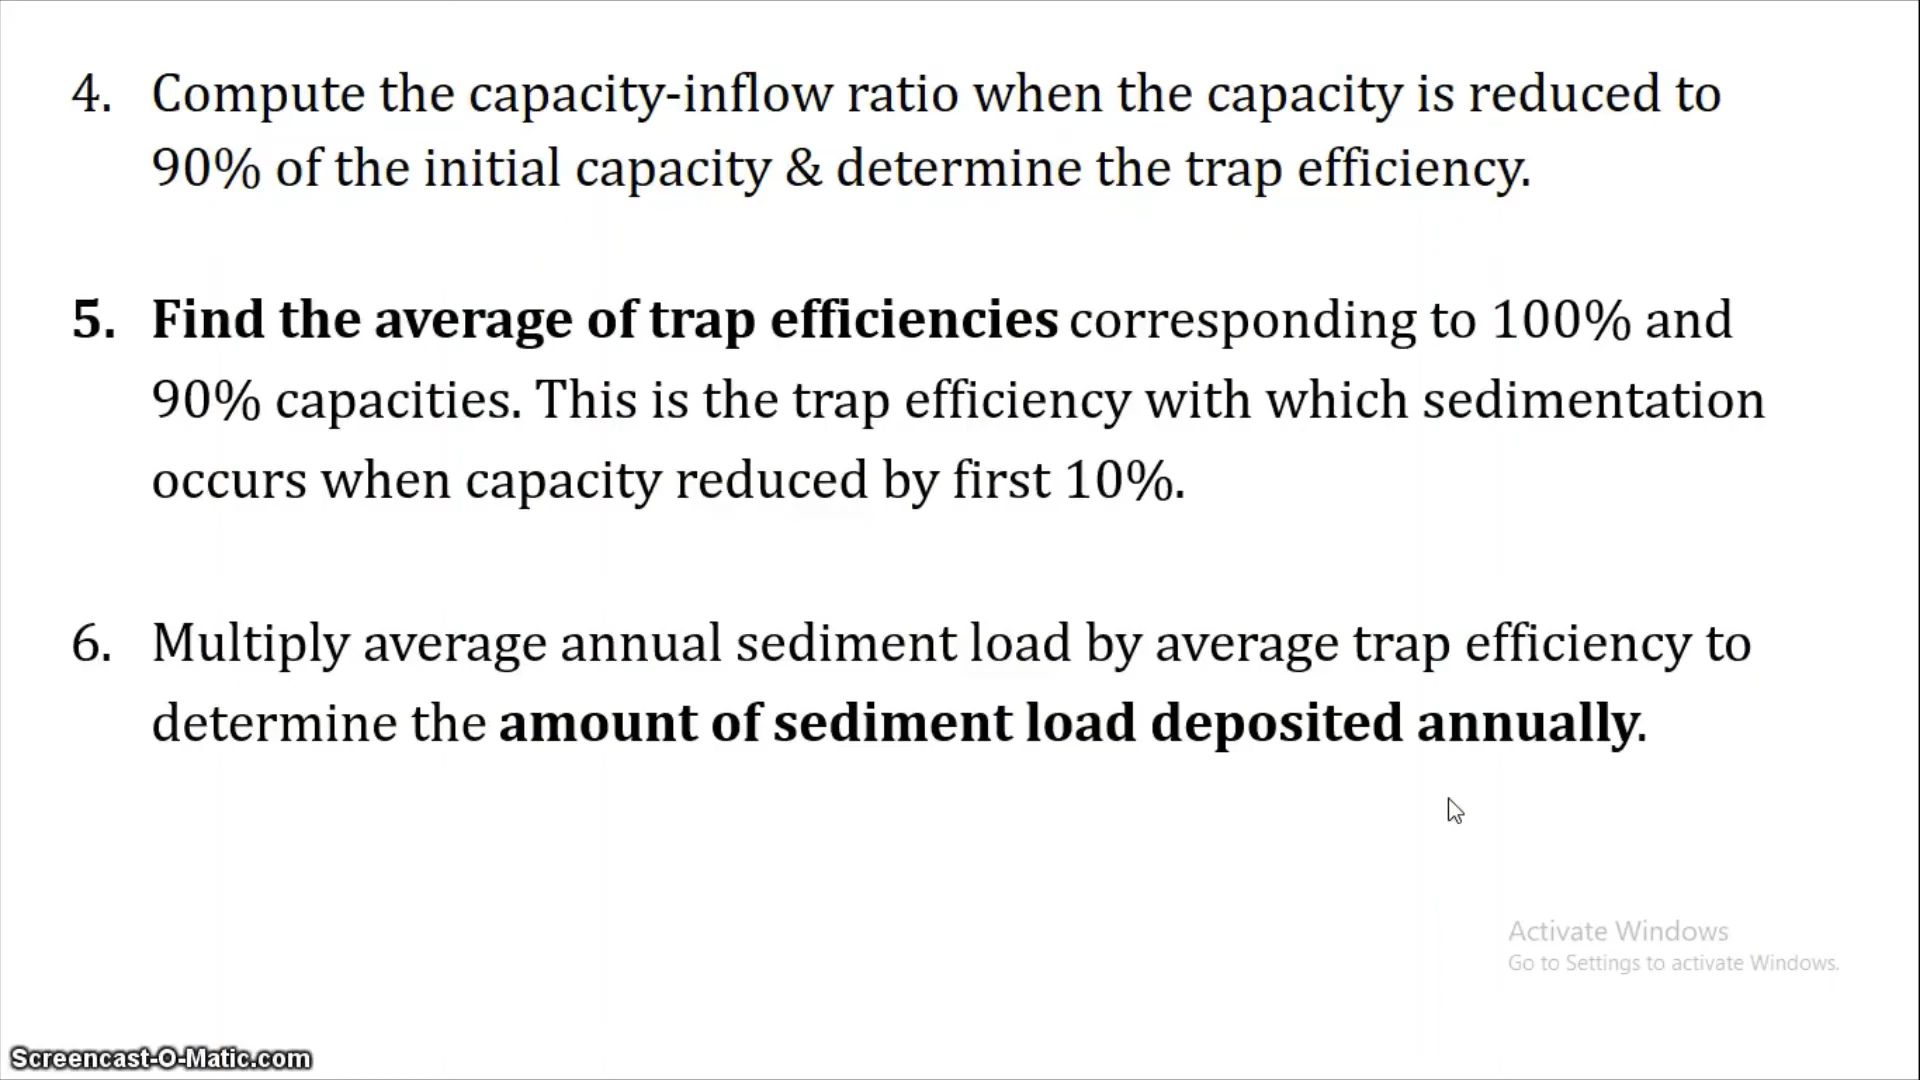 4. Compute the capacity-inflow ratio when the capacity is reduced to
90% of the initial capacity & determine the trap efficiency.
5. Find the average of trap efficiencies corresponding to 100% and
90% capacities. This is the trap efficiency with which sedimentation
occurs when capacity reduced by first 10%.
6. Multiply average annual sediment load by average trap efficiency to
determine the amount of sediment load deposited annually.
Activate Windows
Go to Settings to activate Windows.
Screencast-O-Matic.com